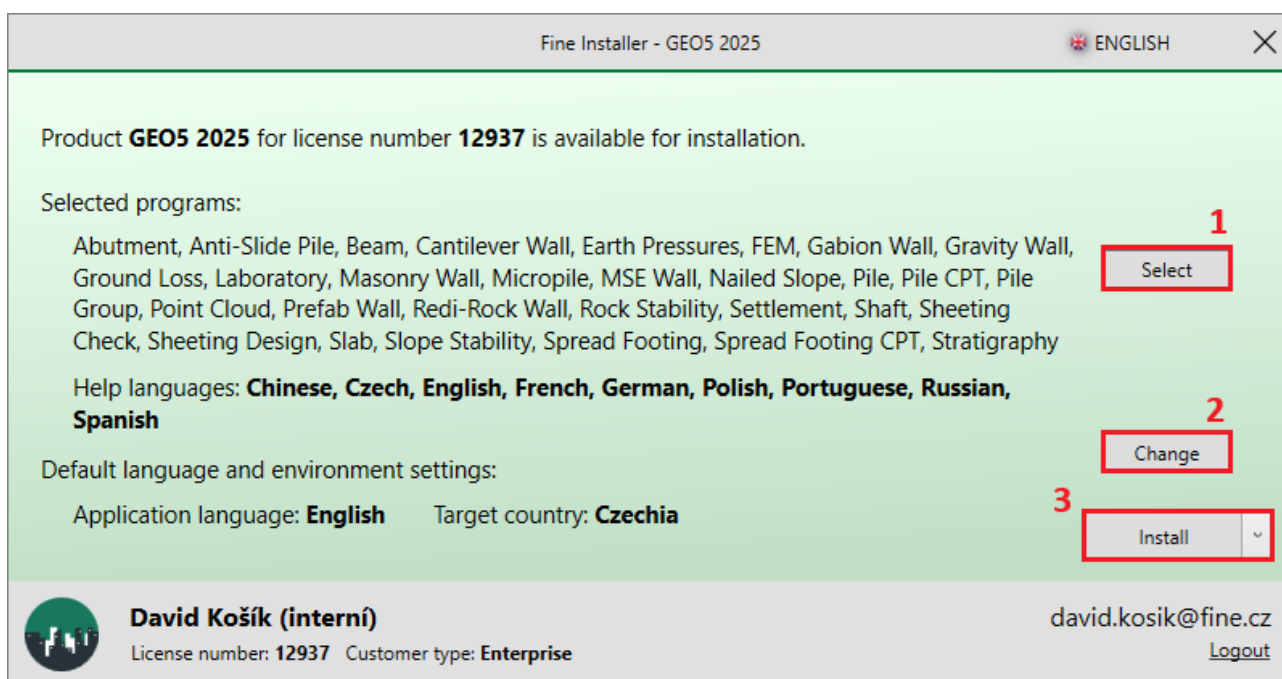 Fine Installer - GEO5 2025
ENGLISH
Product GEO5 2025 for license number 12937 is available for installation.
Selected programs:
1
Abutment, Anti-Slide Pile, Beam, Cantilever Wall, Earth Pressures, FEM, Gabion Wall, Gravity Wall,
Ground Loss, Laboratory, Masonry Wall, Micropile, MSE Wall, Nailed Slope, Pile, Pile CPT, Pile
Group, Point Cloud, Prefab Wall, Redi-Rock Wall, Rock Stability, Settlement, Shaft, Sheeting
Check, Sheeting Design, Slab, Slope Stability, Spread Footing, Spread Footing CPT, Stratigraphy
Select
Help languages: Chinese, Czech, English, French, German, Polish, Portuguese, Russian,
Spanish
2
Change
Default language and environment settings:
Application language: English Target country: Czechia
3
Install
David Košík (interní)
License number: 12937 Customer type: Enterprise
david.kosik@fine.cz
Logout